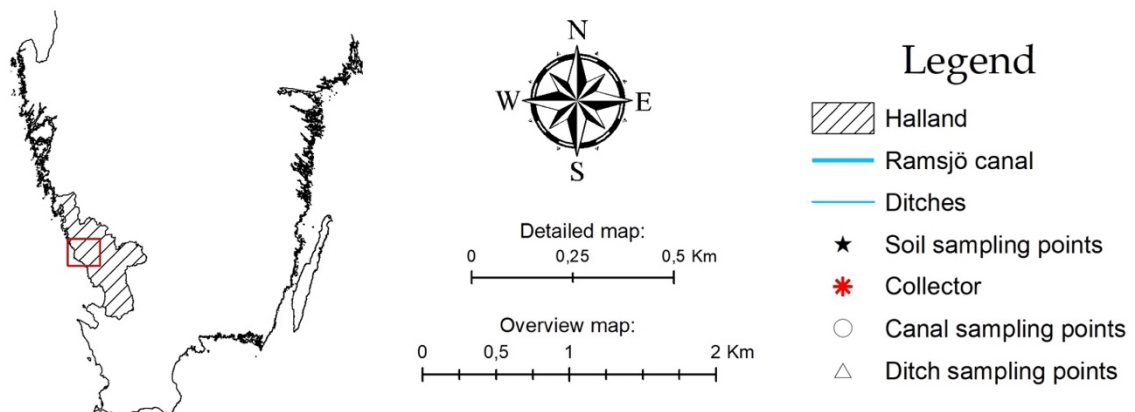 N
W E
S
Detailed map:
0 0,25 0,5 Km
Overview map:
0 0,5 1 2 Km
Legend
Halland
Ramsjö canal
Ditches
Soil sampling points
Collector
Canal sampling points
Ditch sampling points